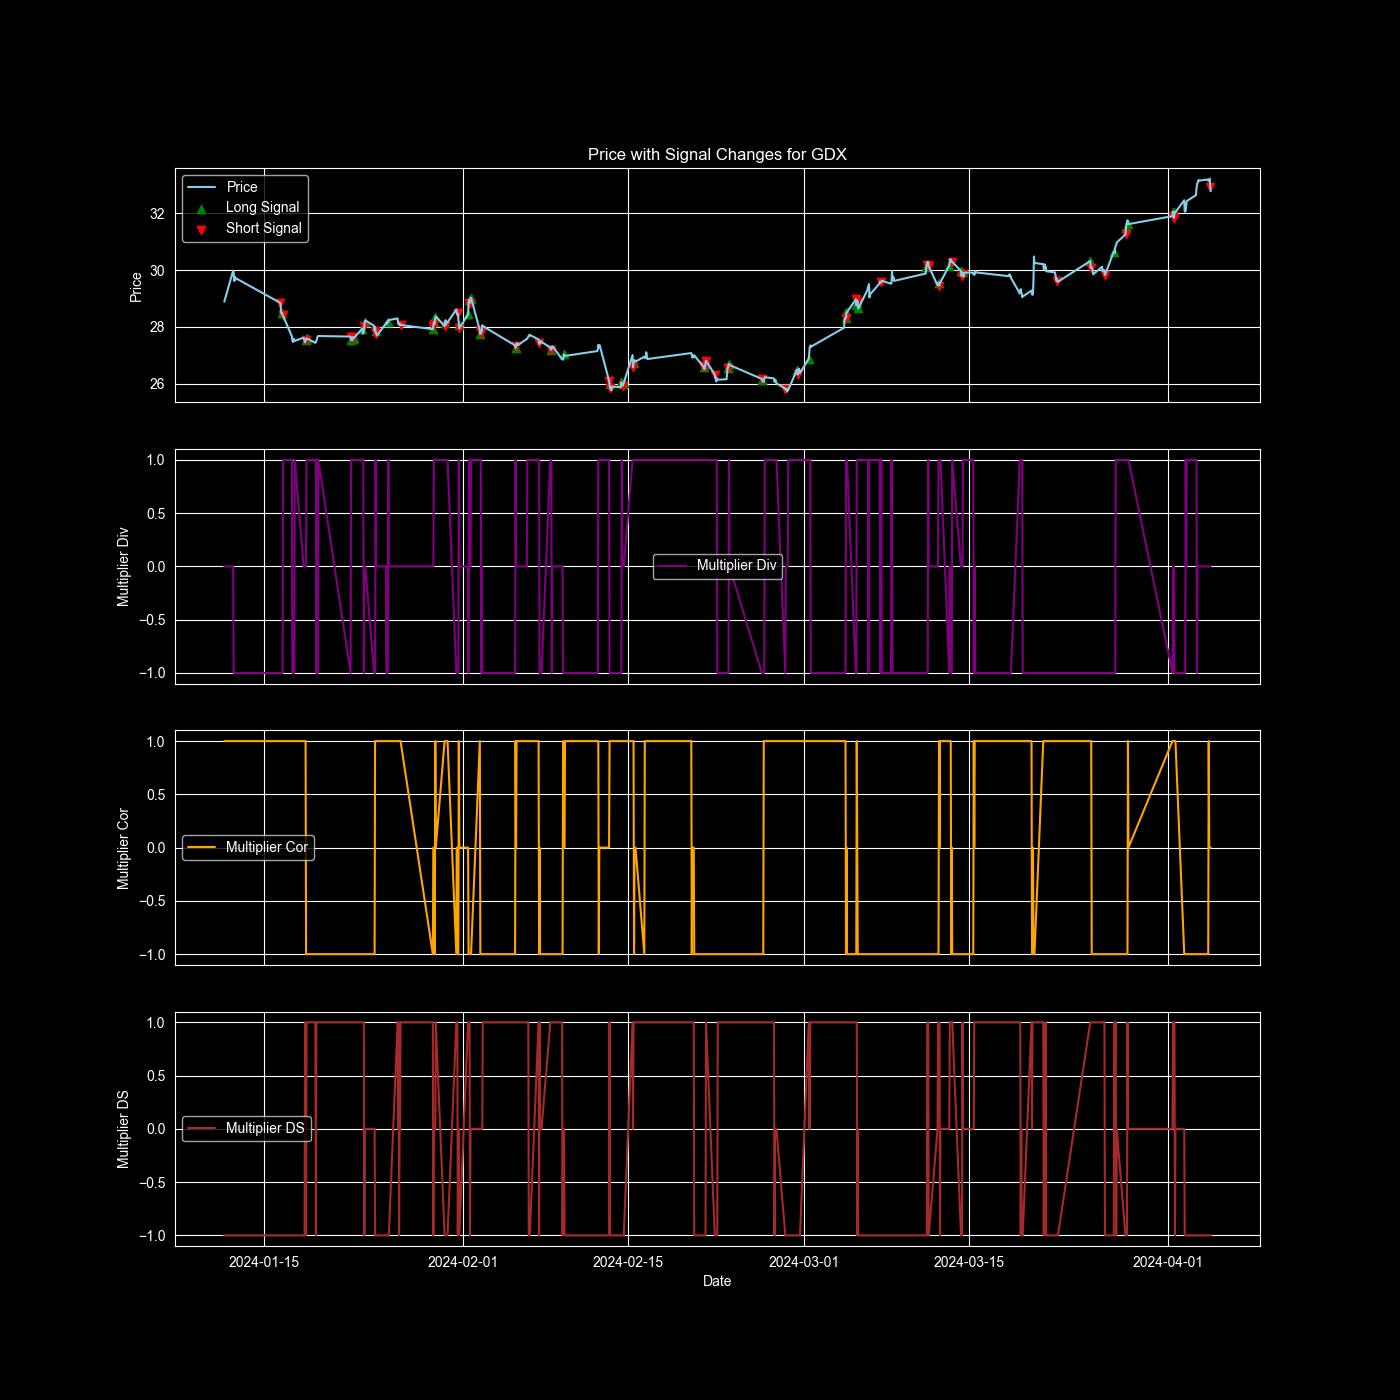 Price with Signal Changes for GDX
Price
Long Signal
Short Signal
32
30
28
26
Price
1.0
0.5
0.0
−0.5
−1.0
Multiplier Div
Multiplier Div
1.0
0.5
0.0
−0.5
−1.0
Multiplier Cor
Multiplier Cor
1.0
0.5
0.0
−0.5
−1.0
Multiplier DS
Multiplier DS
2024-01-15 2024-02-01 2024-02-15 2024-03-01 2024-03-15 2024-04-01
Date